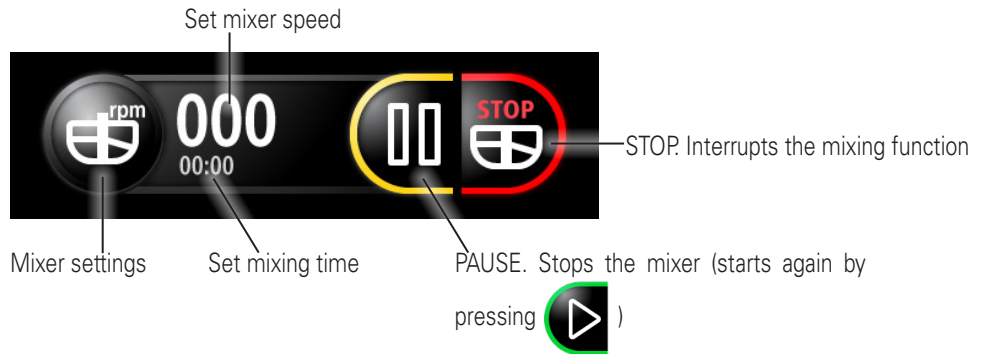 Set mixer speed
rpm
000
00:00
STOP
STOP. Interrupts the mixing function
Mixer settings
Set mixing time
PAUSE. Stops the mixer (starts again by
pressing )